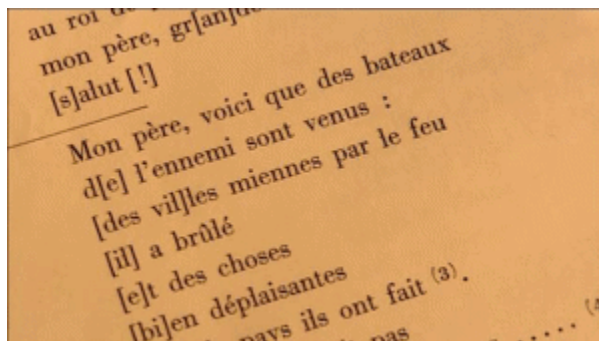 au roi
mon père, gr[an]de
[s]alut [!]
Mon père, voici que des bateaux
d[e] l'ennemi sont venus :
[des vil]les miennes par le feu
[il] a brûlé
[e]t des choses
[bi]en déplaisantes
pays ils ont fait (3).
pas